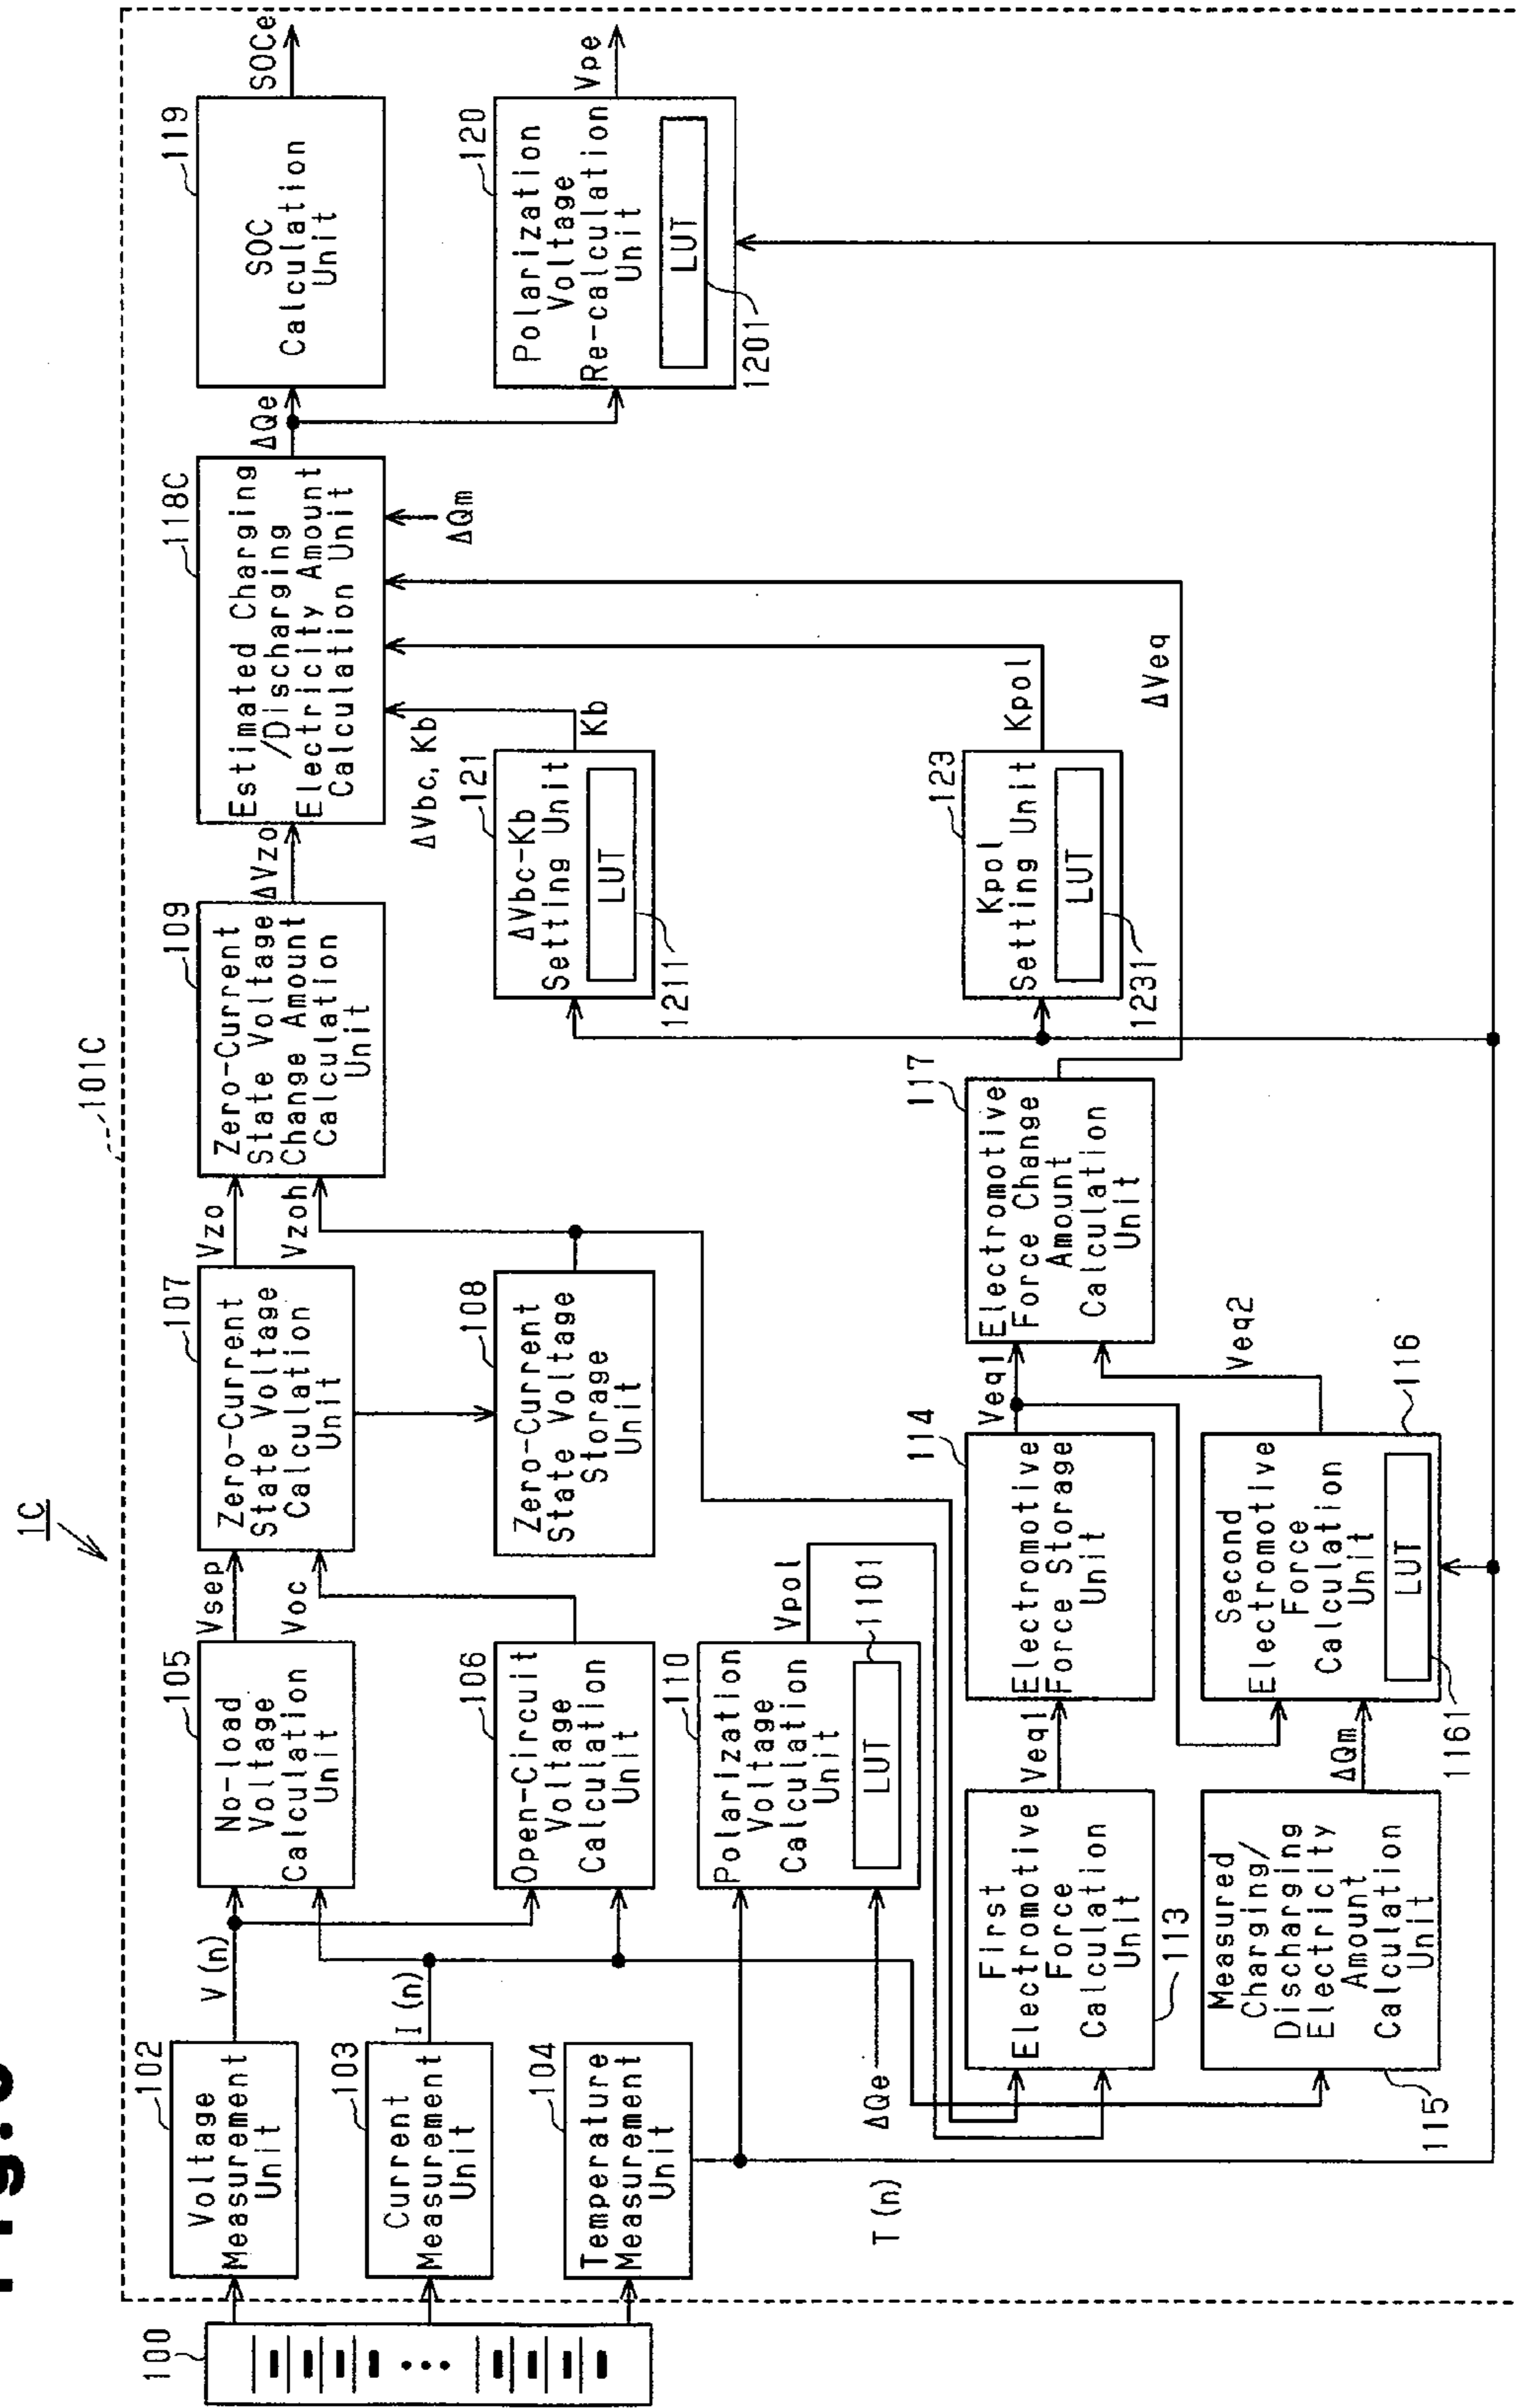 1C
101C
100
102
Voltage
Measurement
Unit
V(n)
103
Current
Measurement
Unit
I(n)
104
Temperature
Measurement
Unit
T(n)
105
No-load
Voltage
Calculation
Unit
Vsep
Voc
106
Open-Circuit
Voltage
Calculation
Unit
107
Zero-Current
State Voltage
Calculation
Unit
Vzo
Vzoh
108
Zero-Current
State Voltage
Storage
Unit
109
Zero-Current
State Voltage
Change Amount
Calculation
Unit
ΔVzo
118C
Estimated Charging
/Discharging
Electricity Amount
Calculation Unit
ΔQe
ΔQm
119
SOC
Calculation
Unit
SOCe
120
Polarization
Voltage
Re-calculation
Unit
LUT
1201
Vpe
110
Polarization
Voltage
Calculation
Unit
LUT
1101
Vpol
ΔQe
121
ΔVbc-Kb
Setting Unit
LUT
1211
ΔVbc, Kb
Kb
123
Kpol
Setting Unit
LUT
1231
Kpol
ΔVeq
First
Electromotive
Force
Calculation
Unit
113
Veq1
114
Electromotive
Force Storage
Unit
Veq1
117
Electromotive
Force Change
Amount
Calculation
Unit
Measured
Charging/
Discharging
Electricity
Amount
Calculation
Unit
115
ΔQm
Second
Electromotive
Force
Calculation
Unit
LUT
1161
116
Veq2